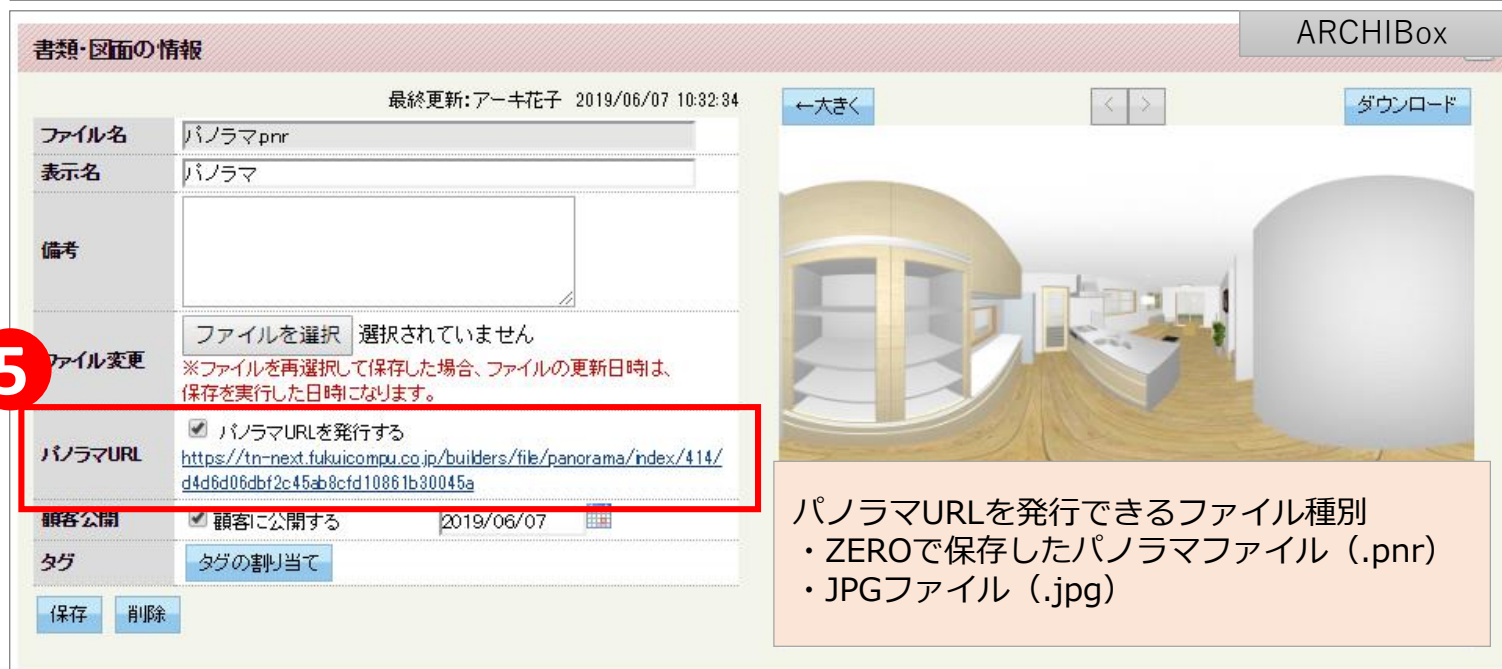 ARCHIBox
書類・図面の情報
最終更新:アーキ花子 2019/06/07 10:32:34
←大きく
< >
ダウンロード
ファイル名 パノラマpnr
表示名 パノラマ
備考
ファイル変更 ファイルを選択 選択されていません
※ファイルを再選択して保存した場合、ファイルの更新日時は、
保存を実行した日時になります。
5
パノラマURL パノラマURLを発行する
https://tn-next.fukuicompu.co.jp/builders/file/panorama/index/414/
d4d6d06dbf2c45ab8cfd10861b30045a
顧客公開 顧客に公開する 2019/06/07
タグ タグの割り当て
保存 削除
パノラマURLを発行できるファイル種別
・ZEROで保存したパノラマファイル（.pnr）
・JPGファイル（.jpg）